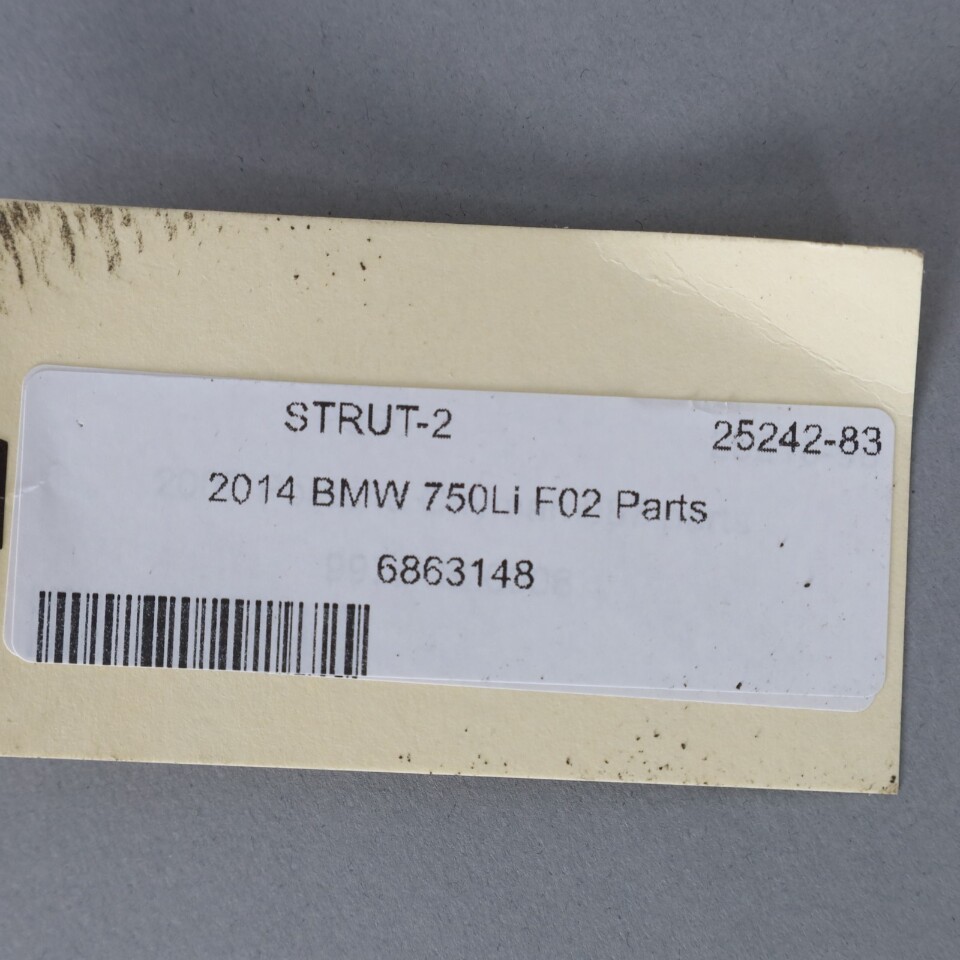 STRUT-2 25242-83
2014 BMW 750Li F02 Parts
6863148